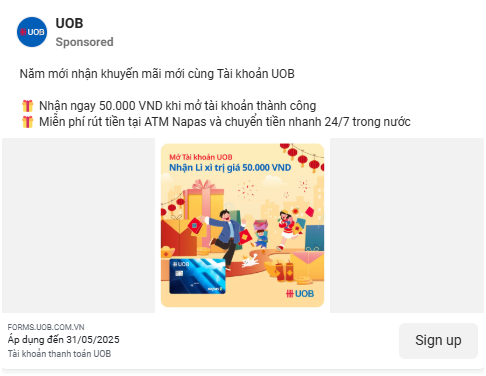 UOB
UOB
Sponsored
Năm mới nhận khuyến mãi mới cùng Tài khoản UOB
Nhận ngay 50.000 VND khi mở tài khoản thành công
Miễn phí rút tiền tại ATM Napas và chuyển tiền nhanh 24/7 trong nước
Mở Tài khoản UOB
Nhận Lì xì trị giá 50.000 VND
UOB
UOB
FORMS.UOB.COM.VN
Áp dụng đến 31/05/2025
Tài khoản thanh toán UOB
Sign up